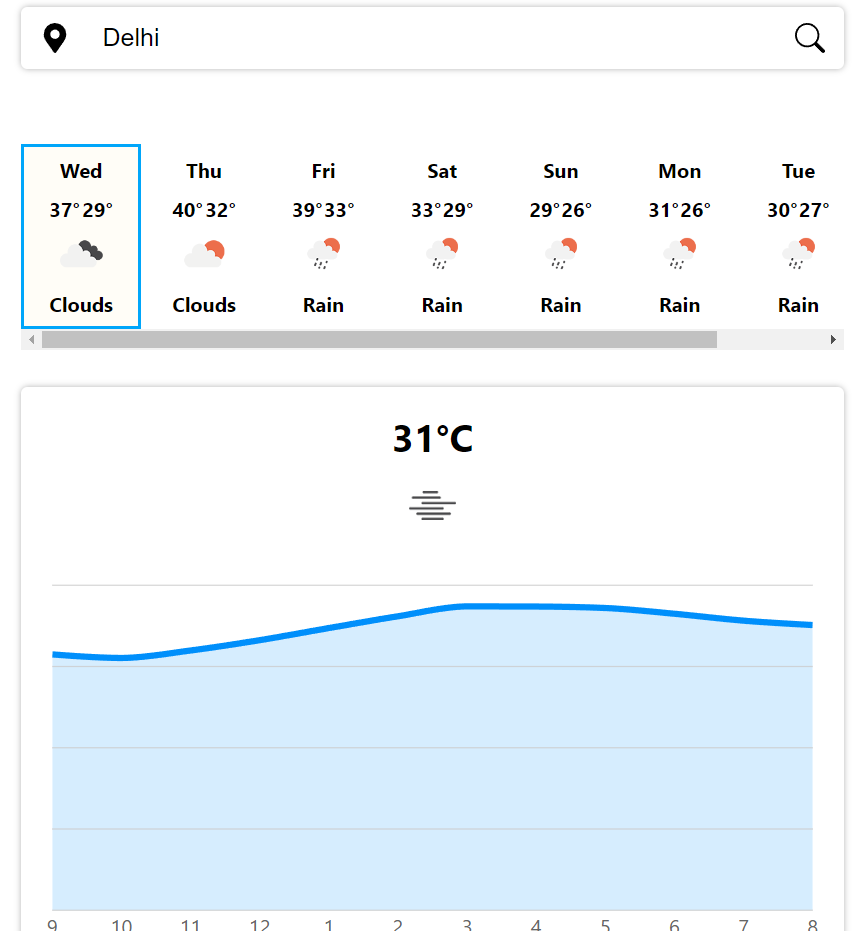 Delhi
Wed Thu Fri Sat Sun Mon Tue
37°29° 40°32° 39°33° 33°29° 29°26° 31°26° 30°27°
Clouds Clouds Rain Rain Rain Rain Rain
31°C
9 10 11 12 1 2 3 4 5 6 7 8